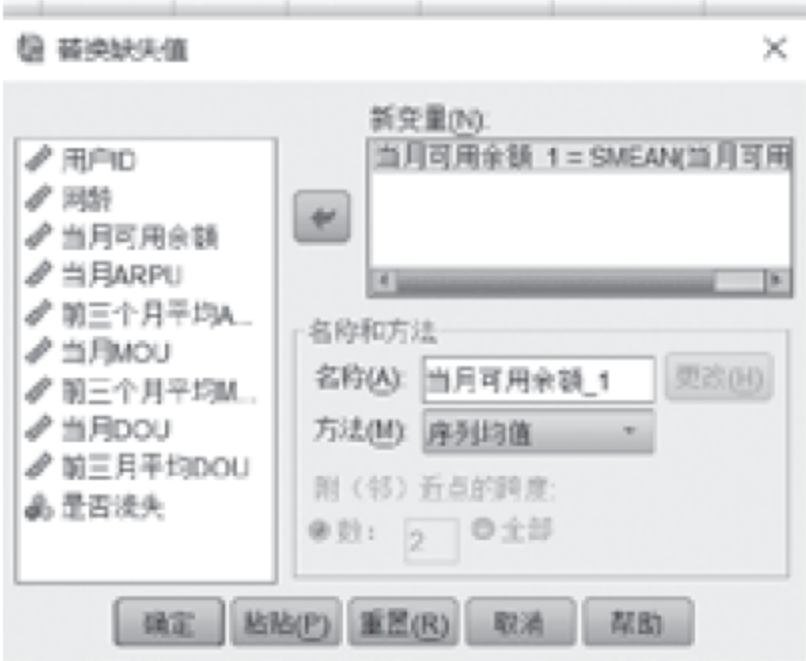 替换缺失值
用户ID
网龄
当月可用余额
当月ARPU
前三个月平均A...
当月MOU
前三个月平均M...
当月DOU
前三月平均DOU
是否流失
新变量(N):
当月可用余额_1 = SMEAN(当月可用
名称和方法
名称(A): 当月可用余额_1 更改(H)
方法(M): 序列均值
附（邻）近点的跨度:
数： 2 全部
确定 粘贴(P) 重置(R) 取消 帮助